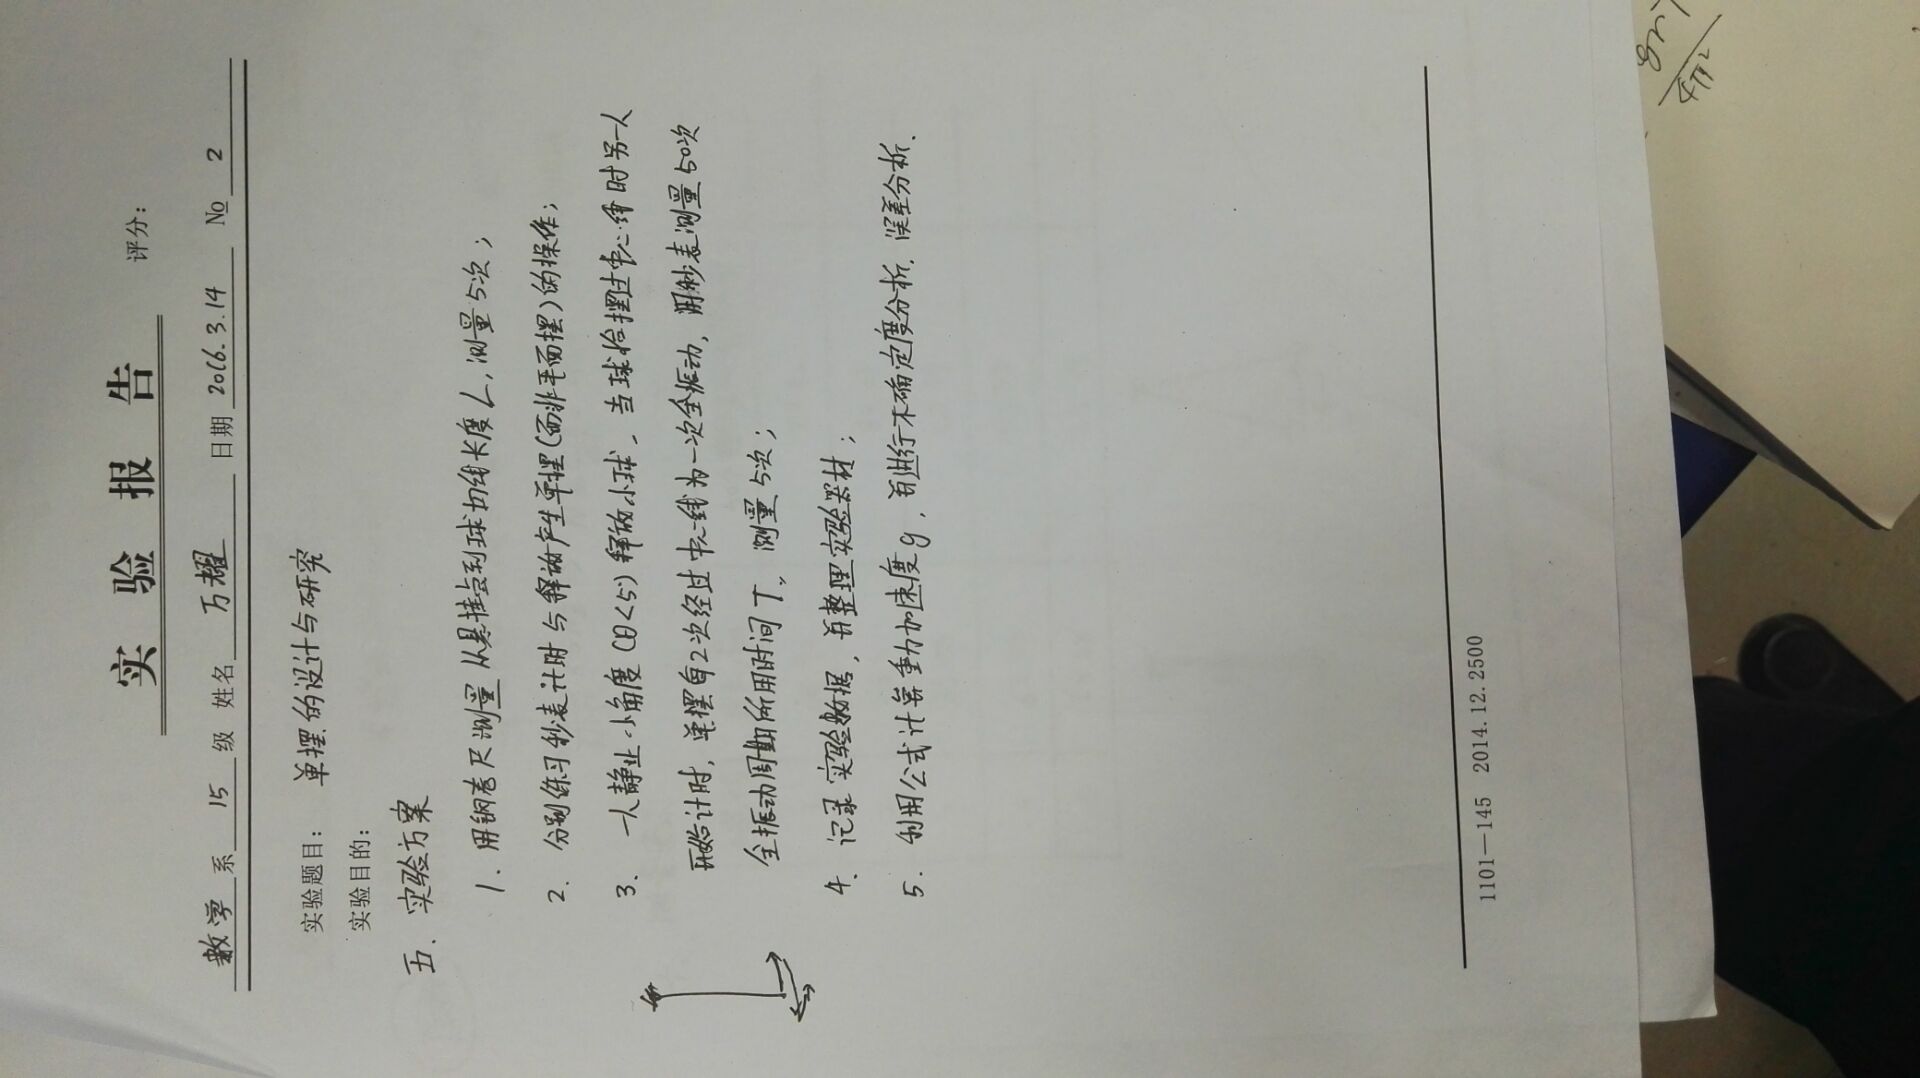 实 验 报 告
评分：
数学 系 15 级 姓名 万耀 日期 2016.3.14 № 2
实验题目： 单摆的设计与研究
实验目的：
五、实验方案
1. 用钢卷尺测量从悬挂点到球切线长度L，测量5次；
2. 分别练习秒表计时与释放产生单摆(而非平面摆)的操作；
3、一人静止小角度(θ<5)释放小球，当球恰摆过中心线时另一人
开始计时，单摆每2次经过中心线为一次全振动，用秒表测量50次
全振动周期所用时间T，测量5次；
4、记录实验数据，并整理实验器材；
5. 利用公式计算重动加速度g，并进行不确定度分析、误差分析.
1101—145 2014.12.2500
4π²